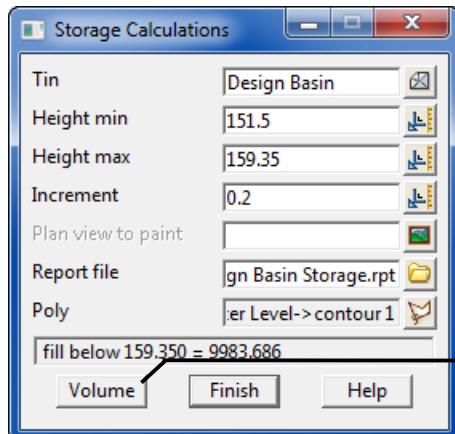 Storage Calculations
Tin Design Basin
Height min 151.5
Height max 159.35
Increment 0.2
Plan view to paint
Report file gn Basin Storage.rpt
Poly :er Level->contour 1
fill below 159.350 = 9983.686
Volume Finish Help